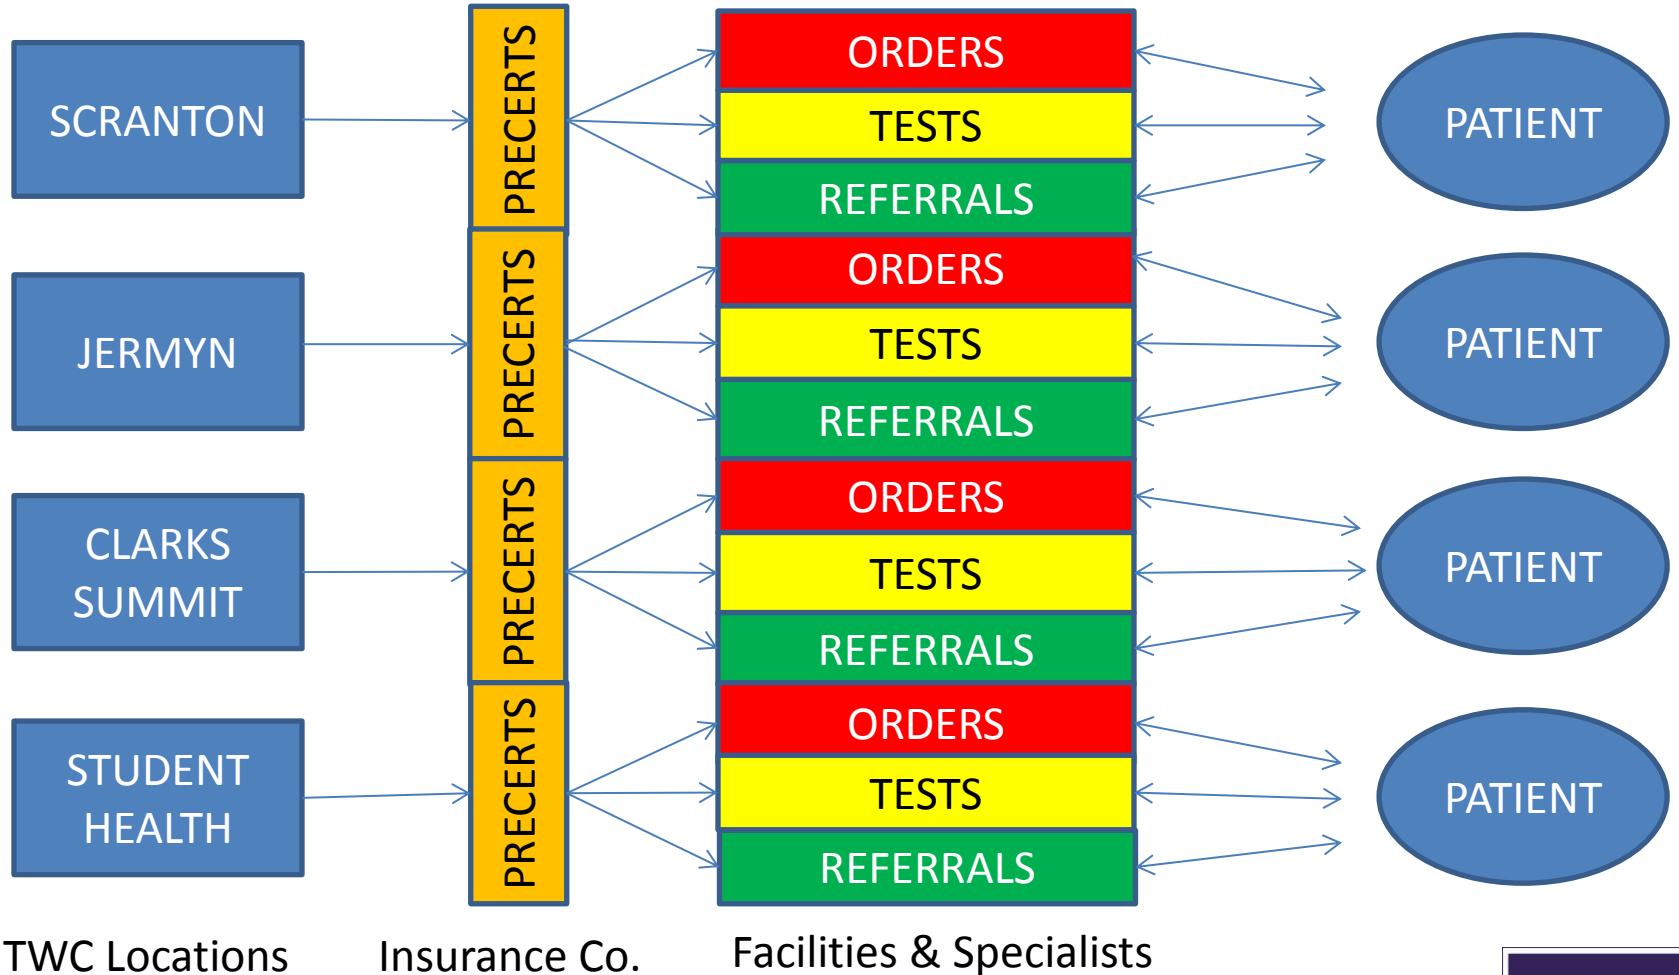 SCRANTON
PRECERTS
ORDERS
TESTS
REFERRALS
PATIENT
JERMYN
PRECERTS
ORDERS
TESTS
REFERRALS
PATIENT
CLARKS
SUMMIT
PRECERTS
ORDERS
TESTS
REFERRALS
PATIENT
STUDENT
HEALTH
PRECERTS
ORDERS
TESTS
REFERRALS
PATIENT
TWC Locations
Insurance Co.
Facilities & Specialists